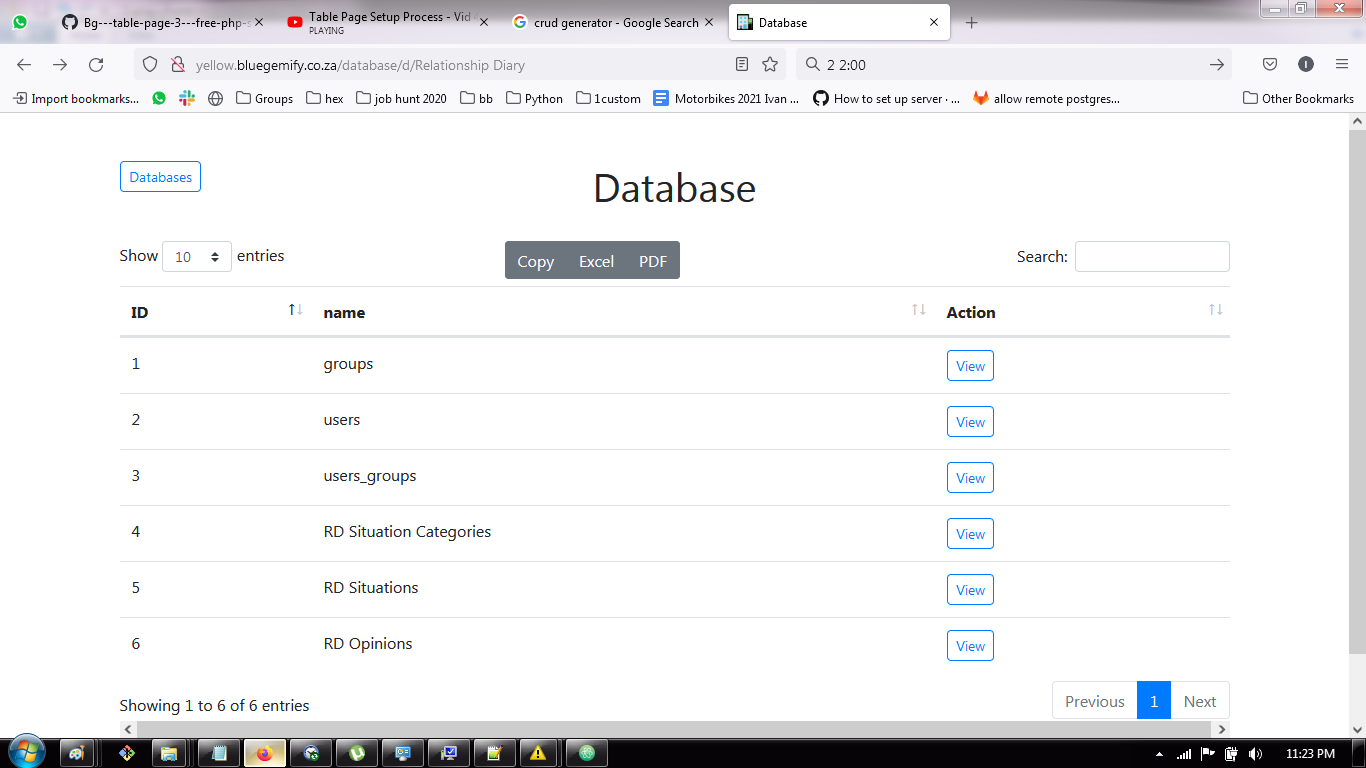 Bg---table-page-3---free-php-s
Table Page Setup Process - Vid
PLAYING
crud generator - Google Search
Database
yellow.bluegemify.co.za/database/d/Relationship Diary
2 2:00
Import bookmarks...
Groups
hex
job hunt 2020
bb
Python
1custom
Motorbikes 2021 Ivan ...
How to set up server · ...
allow remote postgres...
Other Bookmarks
Databases
Database
Show 10 entries
Copy Excel PDF
Search:
ID name Action
1 groups View
2 users View
3 users_groups View
4 RD Situation Categories View
5 RD Situations View
6 RD Opinions View
Showing 1 to 6 of 6 entries
Previous 1 Next
11:23 PM